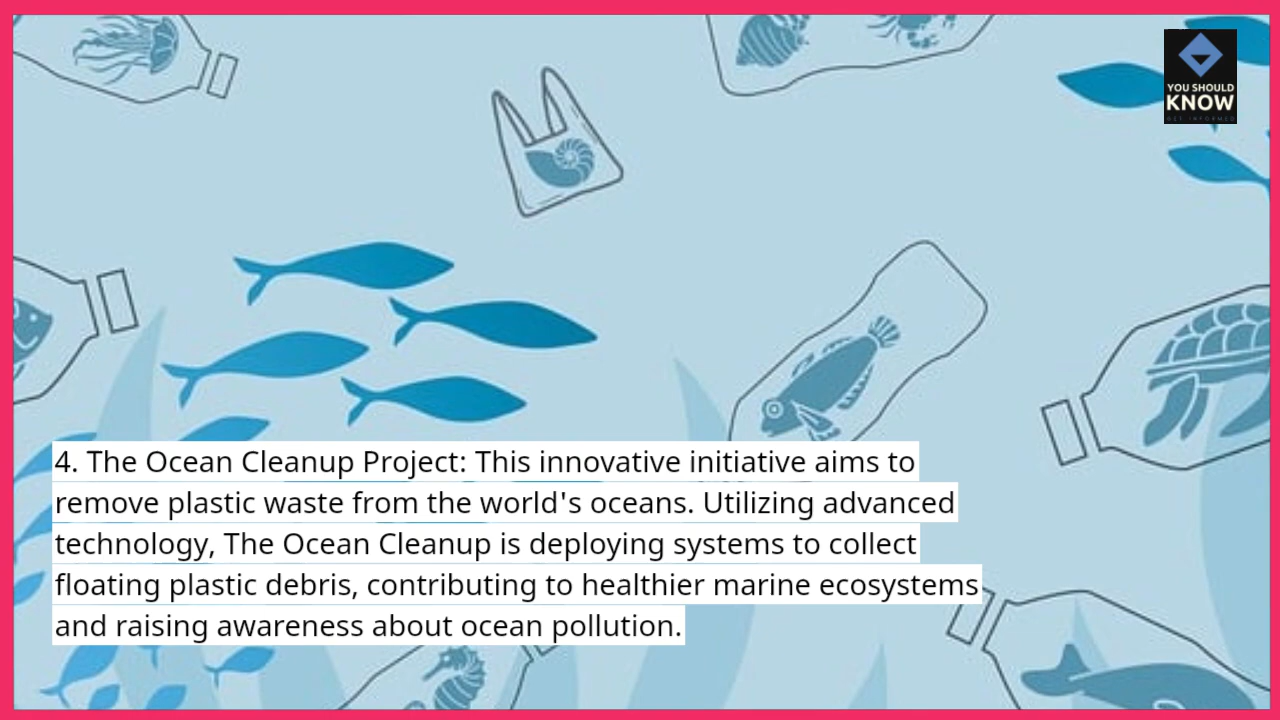 YOU SHOULD
KNOW
GET INFORMED
4. The Ocean Cleanup Project: This innovative initiative aims to
remove plastic waste from the world's oceans. Utilizing advanced
technology, The Ocean Cleanup is deploying systems to collect
floating plastic debris, contributing to healthier marine ecosystems
and raising awareness about ocean pollution.